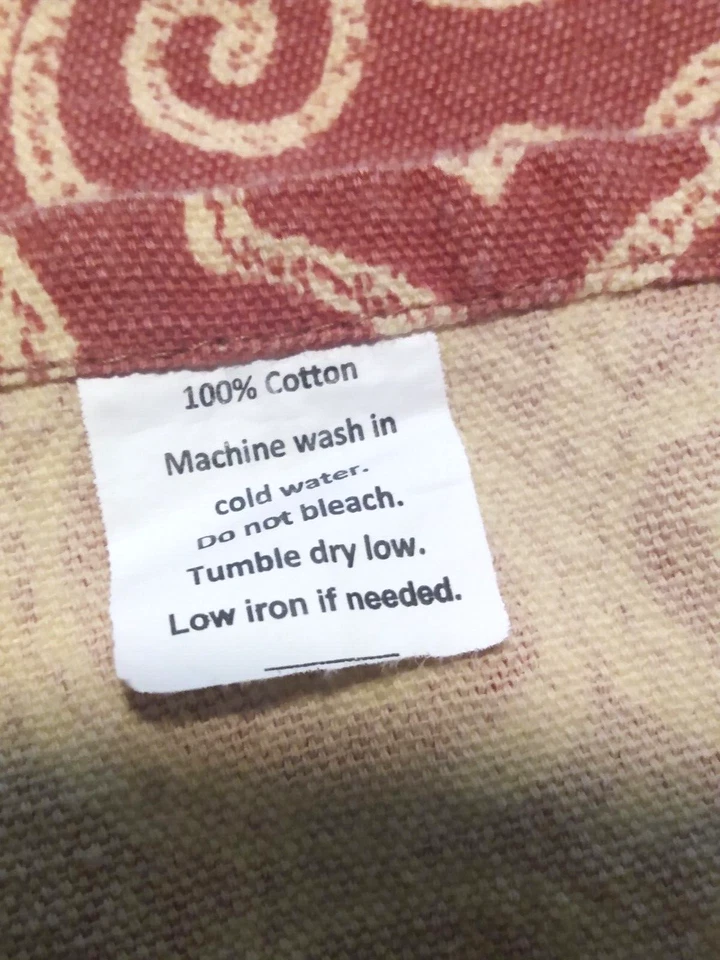 100% Cotton
Machine wash in
cold water.
Do not bleach.
Tumble dry low.
Low iron if needed.